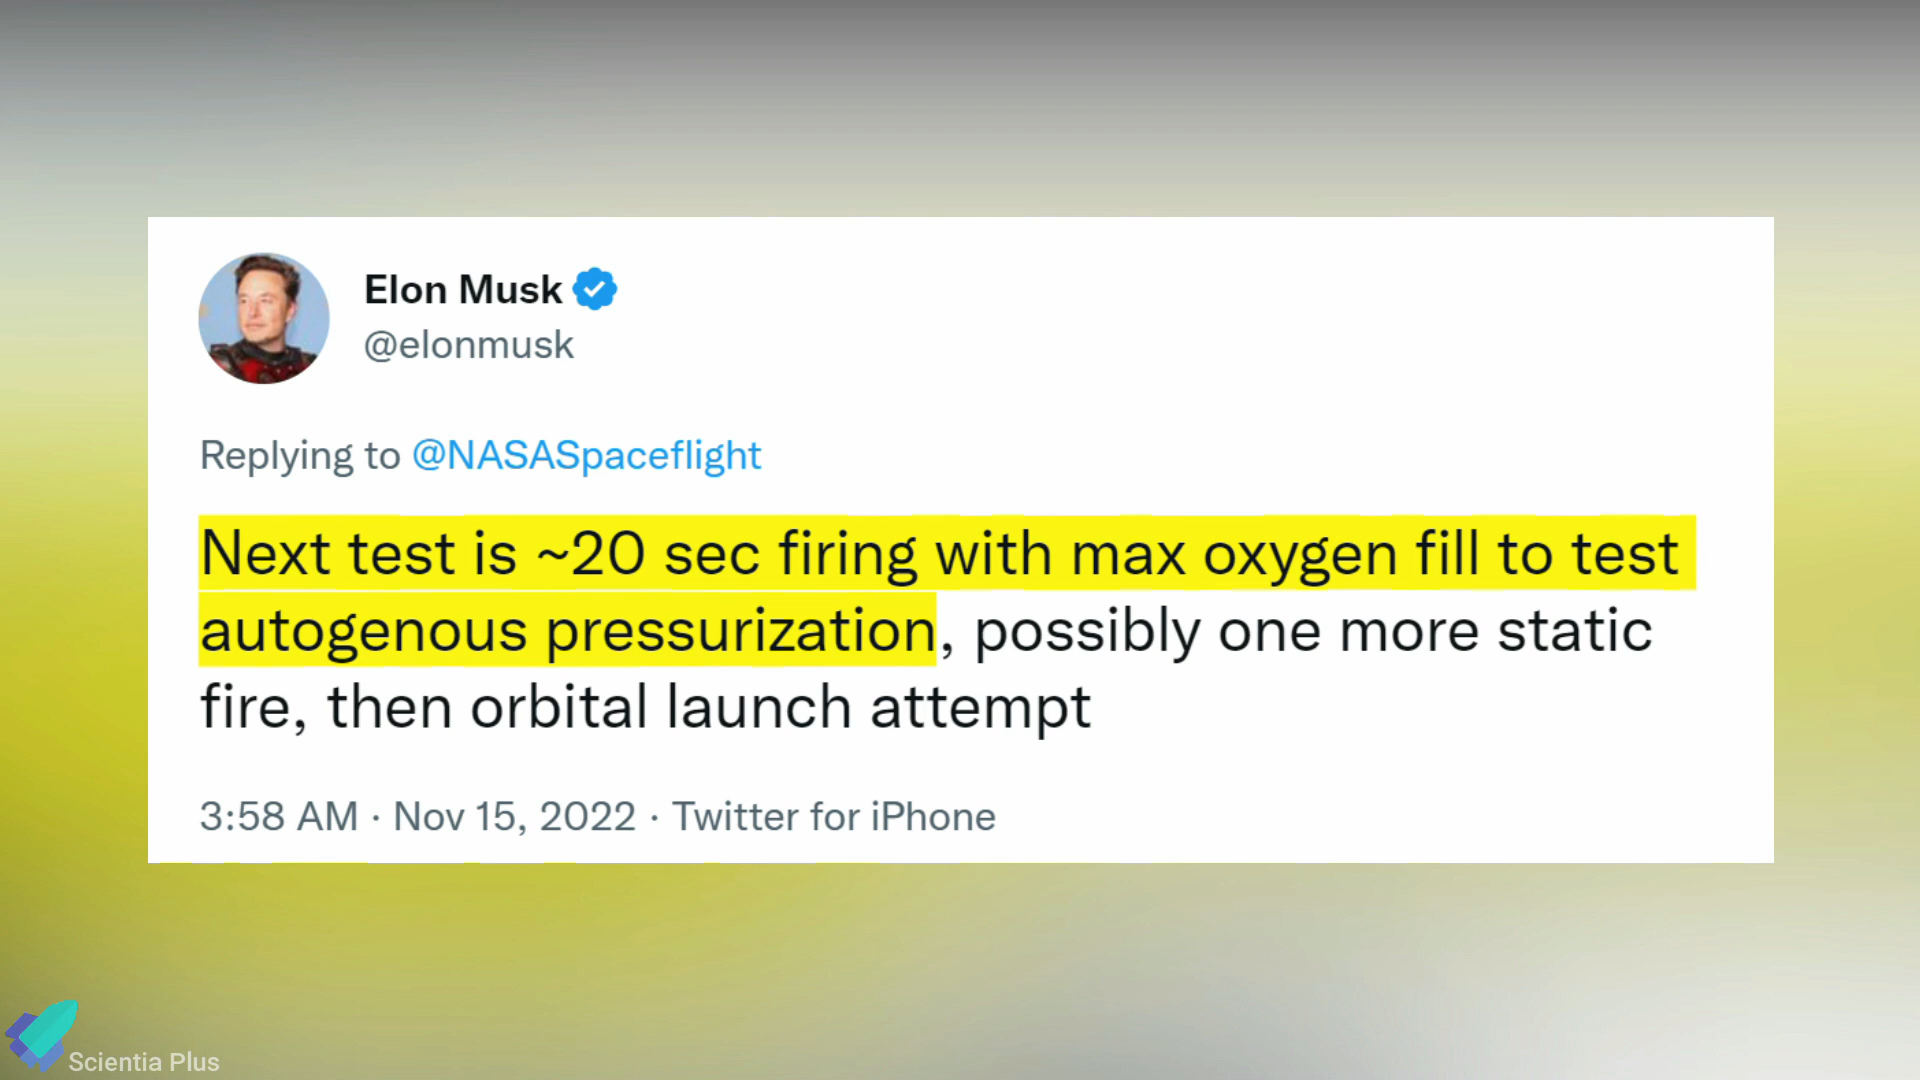 Elon Musk
@elonmusk
Replying to @NASASpaceflight
Next test is ~20 sec firing with max oxygen fill to test
autogenous pressurization, possibly one more static
fire, then orbital launch attempt
3:58 AM · Nov 15, 2022 · Twitter for iPhone
Scientia Plus